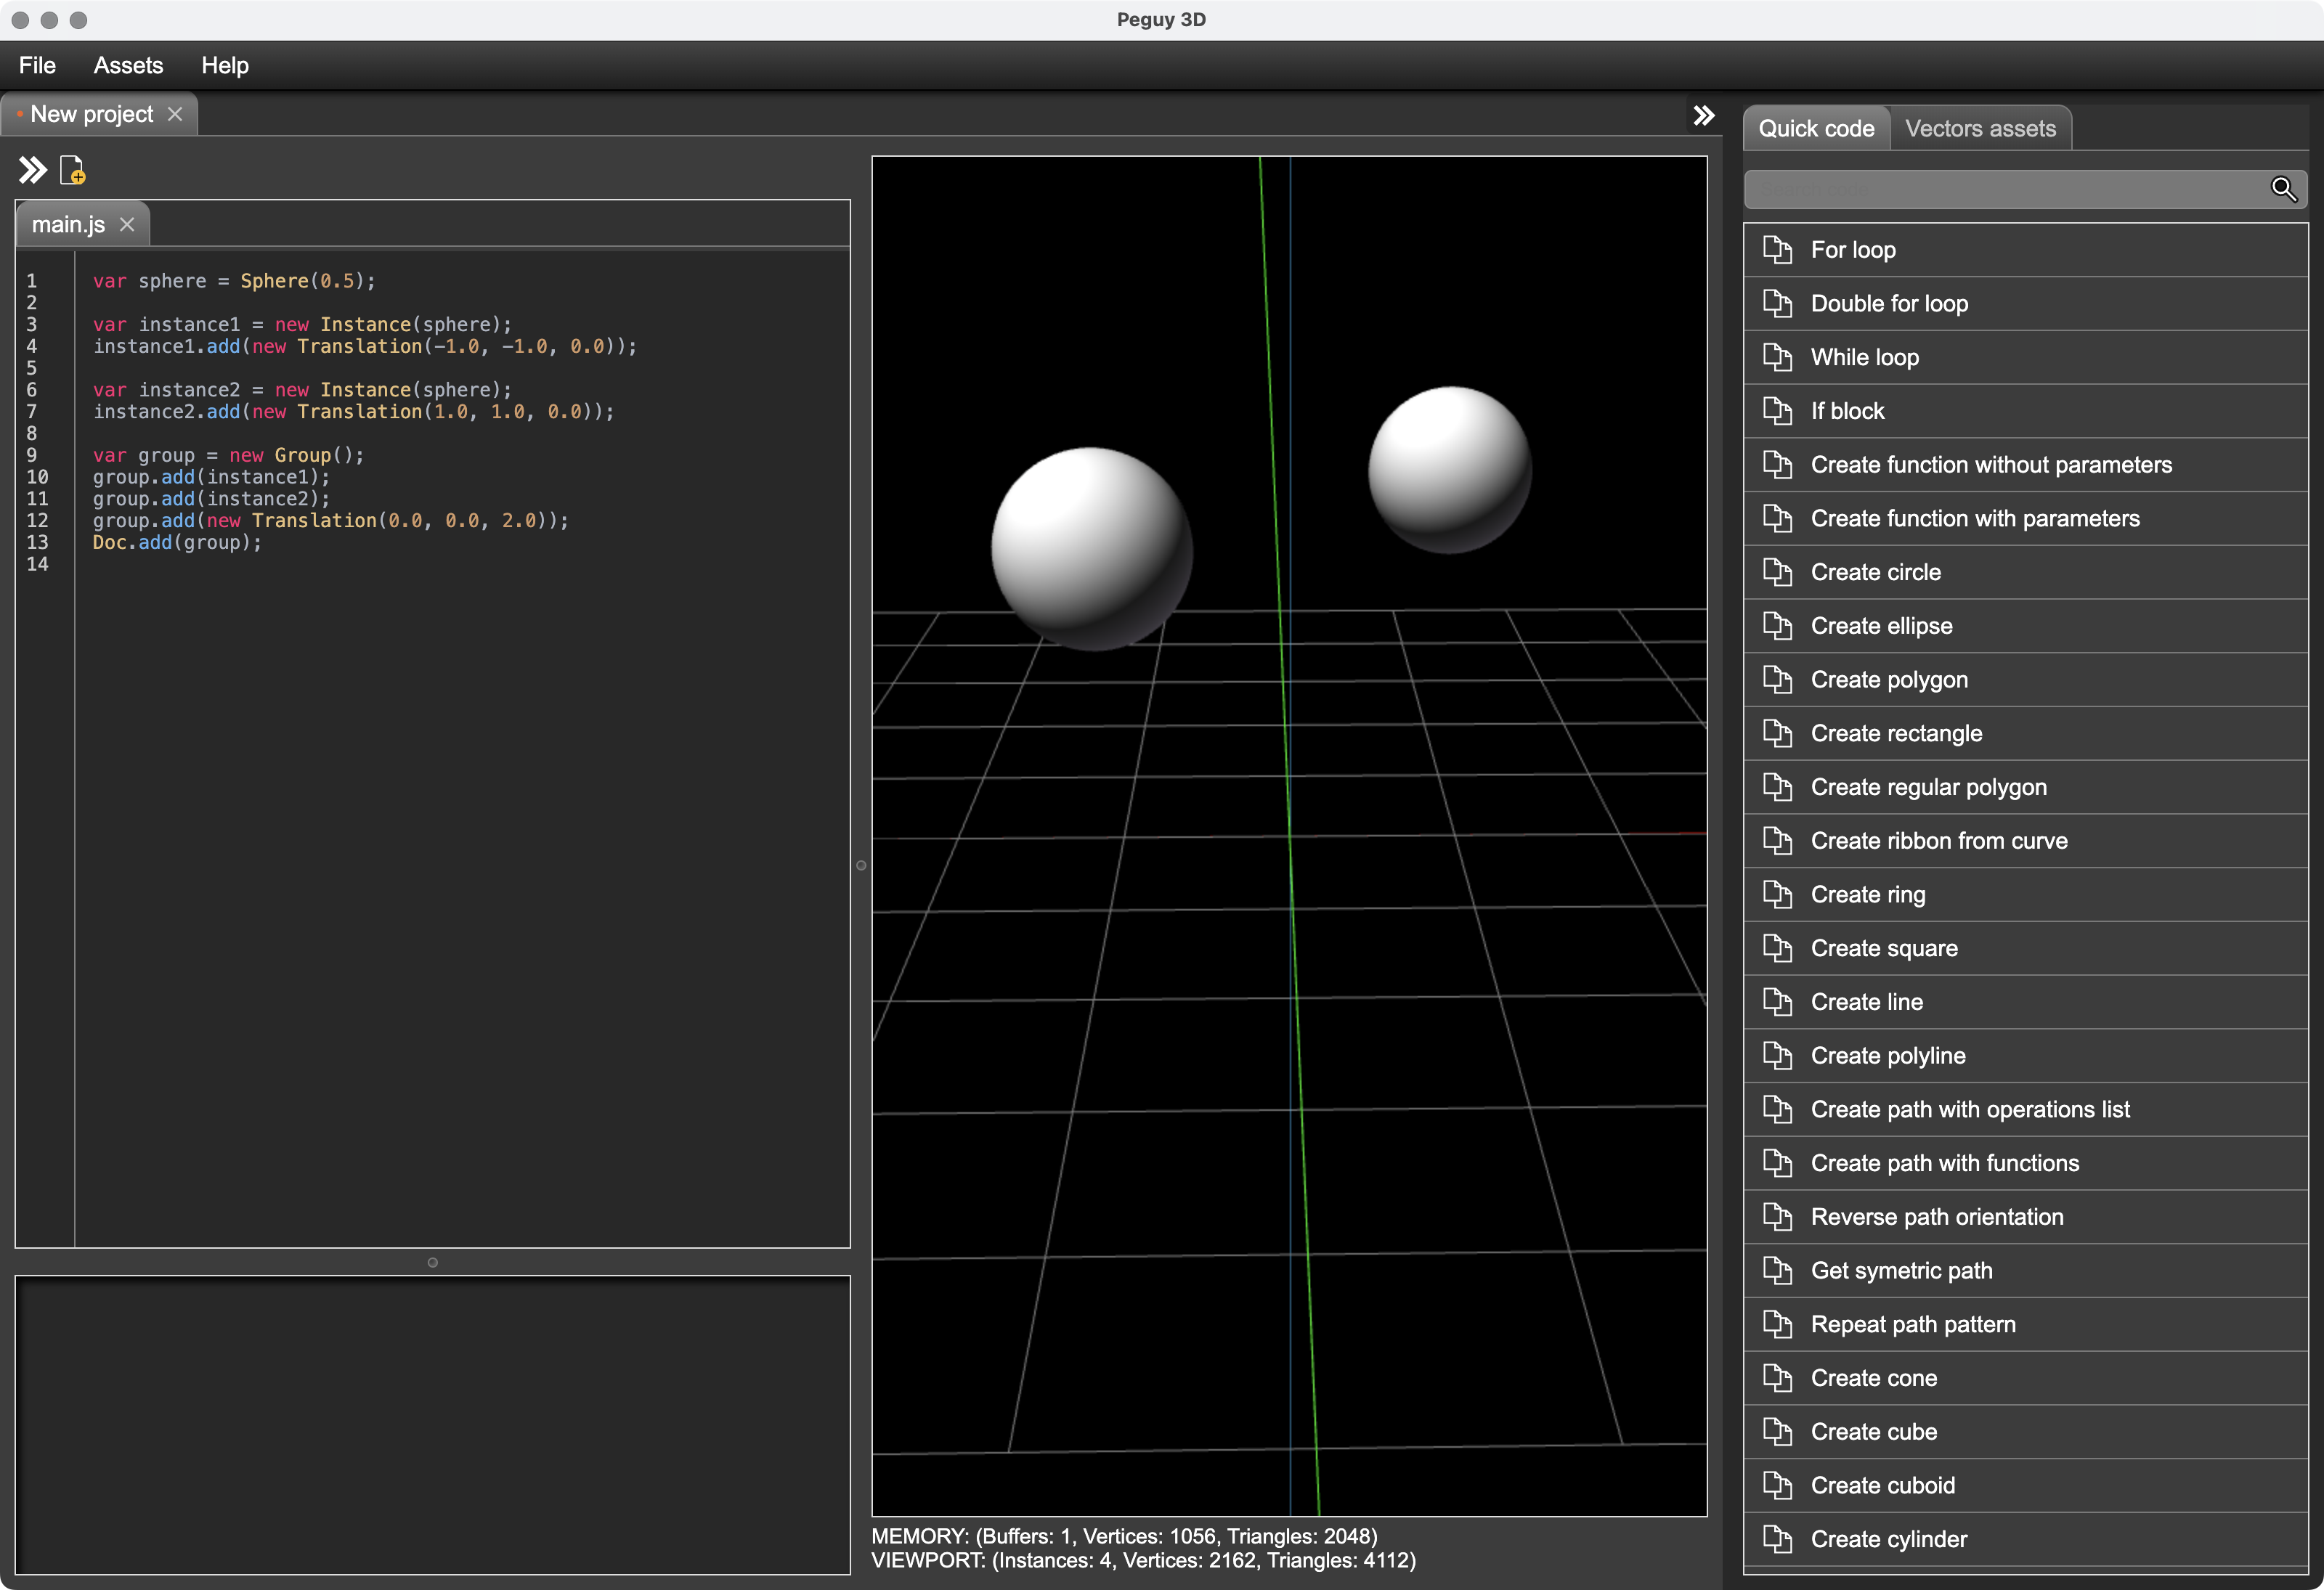 Peguy 3D
File Assets Help
New project
main.js
1 var sphere = Sphere(0.5);
2
3 var instance1 = new Instance(sphere);
4 instance1.add(new Translation(-1.0, -1.0, 0.0));
5
6 var instance2 = new Instance(sphere);
7 instance2.add(new Translation(1.0, 1.0, 0.0));
8
9 var group = new Group();
10 group.add(instance1);
11 group.add(instance2);
12 group.add(new Translation(0.0, 0.0, 2.0));
13 Doc.add(group);
14
MEMORY: (Buffers: 1, Vertices: 1056, Triangles: 2048)
VIEWPORT: (Instances: 4, Vertices: 2162, Triangles: 4112)
Quick code Vectors assets
For loop
Double for loop
While loop
If block
Create function without parameters
Create function with parameters
Create circle
Create ellipse
Create polygon
Create rectangle
Create regular polygon
Create ribbon from curve
Create ring
Create square
Create line
Create polyline
Create path with operations list
Create path with functions
Reverse path orientation
Get symetric path
Repeat path pattern
Create cone
Create cube
Create cuboid
Create cylinder